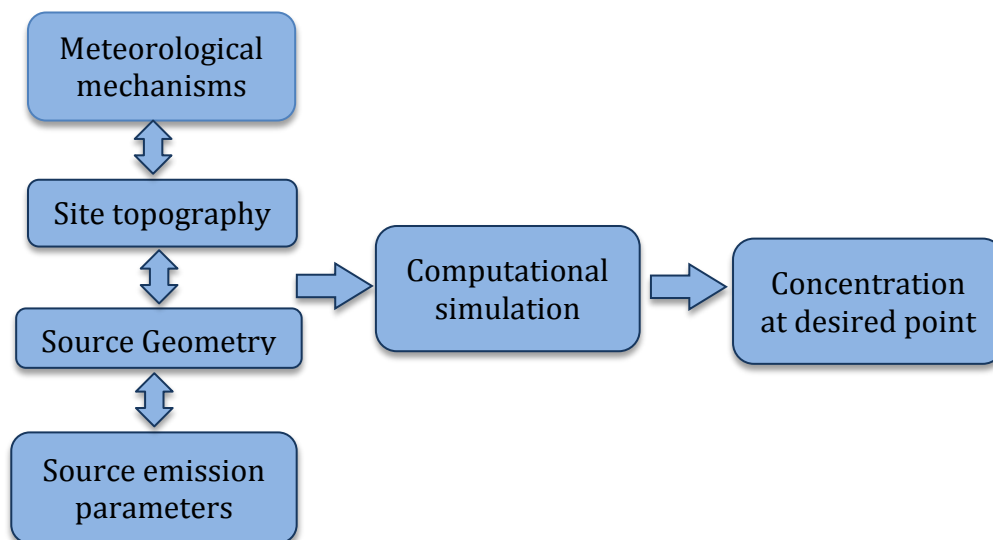 Meteorological
mechanisms
Site topography
Source Geometry
Source emission
parameters
Computational
simulation
Concentration
at desired point